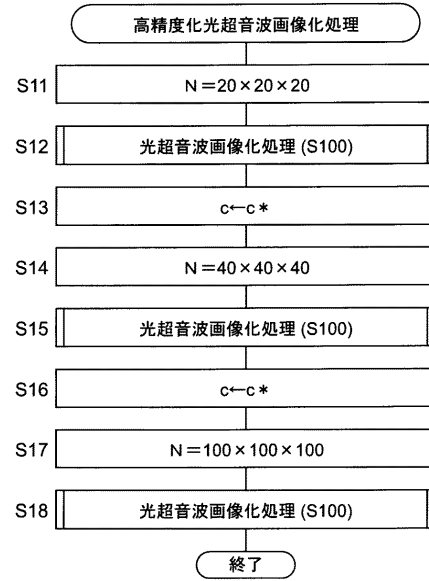 高精度化光超音波画像化処理
S11 N=20×20×20
S12 光超音波画像化処理(S100)
S13 c←c*
S14 N=40×40×40
S15 光超音波画像化処理(S100)
S16 c←c*
S17 N=100×100×100
S18 光超音波画像化処理(S100)
終了